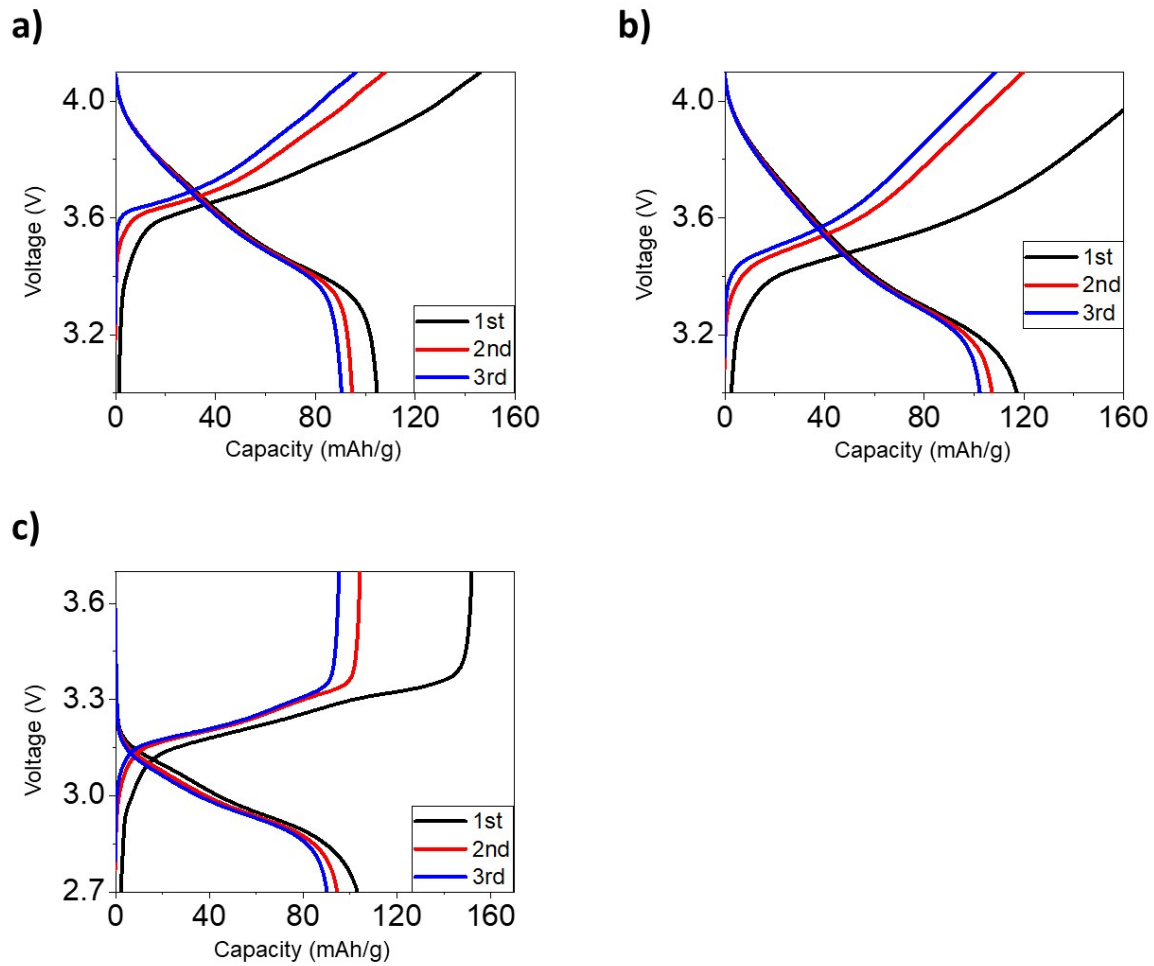 a)
4.0
3.6
3.2
Voltage (V)
1st
2nd
3rd
0 40 80 120 160
Capacity (mAh/g)
b)
4.0
3.6
3.2
Voltage (V)
1st
2nd
3rd
0 40 80 120 160
Capacity (mAh/g)
c)
3.6
3.3
3.0
2.7
Voltage (V)
1st
2nd
3rd
0 40 80 120 160
Capacity (mAh/g)